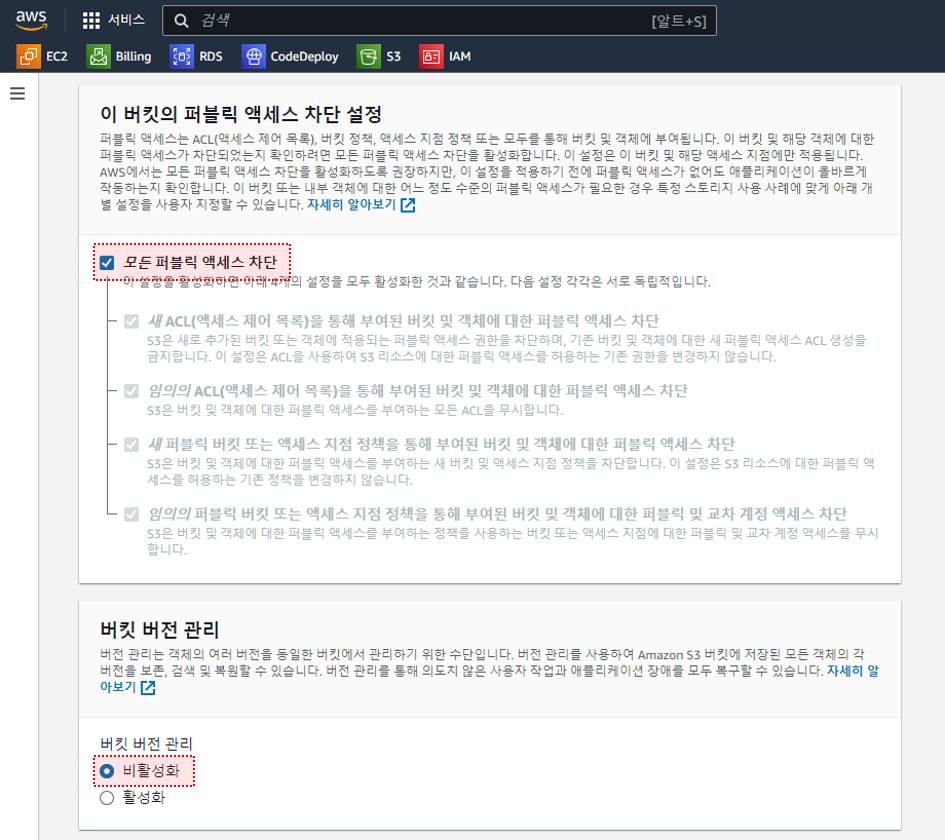 aws
서비스
검색
[알트+S]
EC2
Billing
RDS
CodeDeploy
S3
IAM
이 버킷의 퍼블릭 액세스 차단 설정
퍼블릭 액세스는 ACL(액세스 제어 목록), 버킷 정책, 액세스 지점 정책 또는 모두를 통해 버킷 및 객체에 부여됩니다. 이 버킷 및 해당 객체에 대한
퍼블릭 액세스가 차단되었는지 확인하려면 모든 퍼블릭 액세스 차단을 활성화합니다. 이 설정은 이 버킷 및 해당 액세스 지점에만 적용됩니다.
AWS에서는 모든 퍼블릭 액세스 차단을 활성화하도록 권장하지만, 이 설정을 적용하기 전에 퍼블릭 액세스가 없어도 애플리케이션이 올바르게
작동하는지 확인합니다. 이 버킷 또는 내부 객체에 대한 어느 정도 수준의 퍼블릭 액세스가 필요한 경우 특정 스토리지 사용 사례에 맞게 아래 개
별 설정을 사용자 지정할 수 있습니다. 자세히 알아보기
모든 퍼블릭 액세스 차단
이 설정을 활성화하면 아래 4개의 설정을 모두 활성화한 것과 같습니다. 다음 설정 각각은 서로 독립적입니다.
새 ACL(액세스 제어 목록)을 통해 부여된 버킷 및 객체에 대한 퍼블릭 액세스 차단
S3은 새로 추가된 버킷 또는 객체에 적용되는 퍼블릭 액세스 권한을 차단하며, 기존 버킷 및 객체에 대한 새 퍼블릭 액세스 ACL 생성을
금지합니다. 이 설정은 ACL을 사용하여 S3 리소스에 대한 퍼블릭 액세스를 허용하는 기존 권한을 변경하지 않습니다.
임의의 ACL(액세스 제어 목록)을 통해 부여된 버킷 및 객체에 대한 퍼블릭 액세스 차단
S3은 버킷 및 객체에 대한 퍼블릭 액세스를 부여하는 모든 ACL을 무시합니다.
새 퍼블릭 버킷 또는 액세스 지점 정책을 통해 부여된 버킷 및 객체에 대한 퍼블릭 액세스 차단
S3은 버킷 및 객체에 대한 퍼블릭 액세스를 부여하는 새 버킷 및 액세스 지점 정책을 차단합니다. 이 설정은 S3 리소스에 대한 퍼블릭 액
세스를 허용하는 기존 정책을 변경하지 않습니다.
임의의 퍼블릭 버킷 또는 액세스 지점 정책을 통해 부여된 버킷 및 객체에 대한 퍼블릭 및 교차 계정 액세스 차단
S3은 버킷 및 객체에 대한 퍼블릭 액세스를 부여하는 정책을 사용하는 버킷 또는 액세스 지점에 대한 퍼블릭 및 교차 계정 액세스를 무시
합니다.
버킷 버전 관리
버전 관리는 객체의 여러 버전을 동일한 버킷에서 관리하기 위한 수단입니다. 버전 관리를 사용하여 Amazon S3 버킷에 저장된 모든 객체의 각
버전을 보존, 검색 및 복원할 수 있습니다. 버전 관리를 통해 의도치 않은 사용자 작업과 애플리케이션 장애를 모두 복구할 수 있습니다. 자세히 알
아보기
버킷 버전 관리
비활성화
활성화